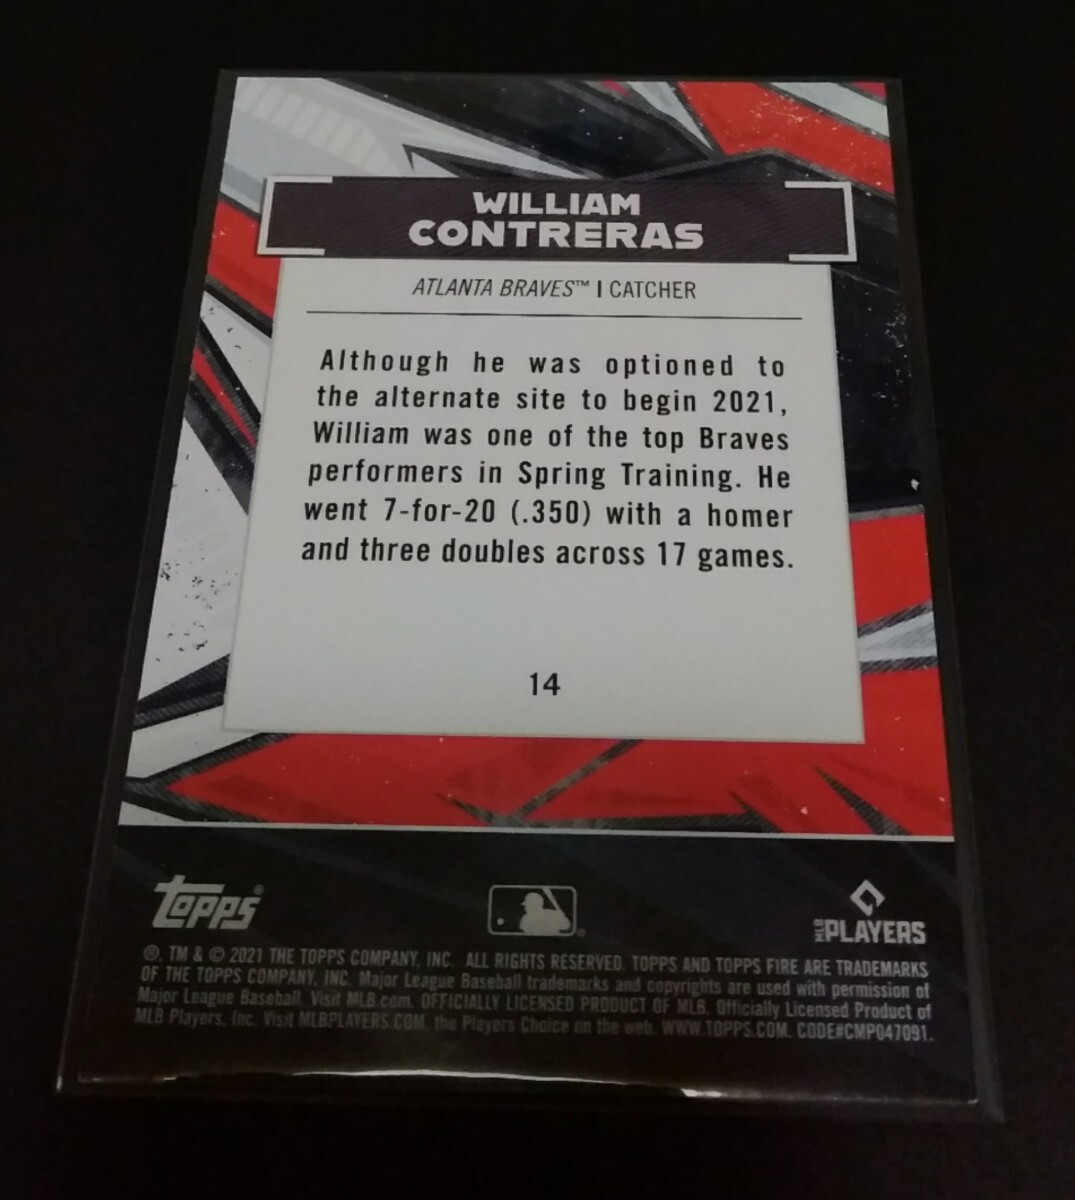 WILLIAM
CONTRERAS
ATLANTA BRAVES™ | CATCHER
Although he was optioned to
the alternate site to begin 2021,
William was one of the top Braves
performers in Spring Training. He
went 7-for-20 (.350) with a homer
and three doubles across 17 games.
14
Topps®
MLB PLAYERS
®, TM & © 2021 THE TOPPS COMPANY, INC. ALL RIGHTS RESERVED. TOPPS AND TOPPS FIRE ARE TRADEMARKS
OF THE TOPPS COMPANY, INC. Major League Baseball trademarks and copyrights are used with permission of
Major League Baseball. Visit MLB.com. OFFICIALLY LICENSED PRODUCT OF MLB. Officially Licensed Product of
MLB Players, Inc. Visit MLBPLAYERS.COM, the Players Choice on the web. WWW.TOPPS.COM. CODE#CMP047091.